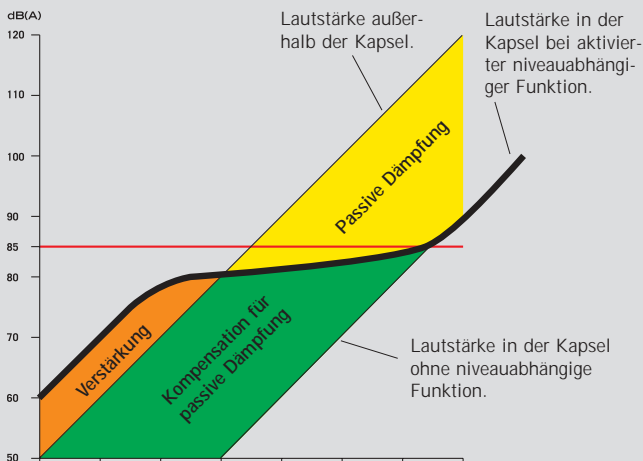 dB(A)
120
110
100
90
85
80
70
60
50
Lautstärke außer-
halb der Kapsel.
Lautstärke in der
Kapsel bei aktivier-
ter niveauabhängi-
ger Funktion.
Passive Dämpfung
Verstärkung
Kompensation für
passive Dämpfung
Lautstärke in der Kapsel
ohne niveauabhängige
Funktion.